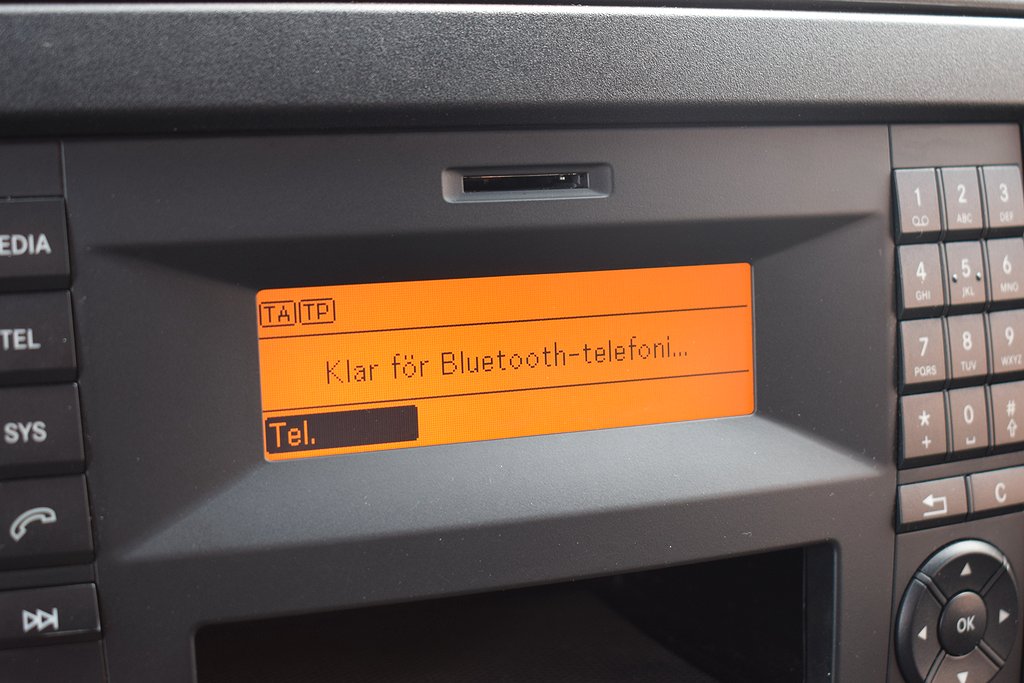 TA TP
Klar för Bluetooth-telefoni...
Tel.
EDIA
TEL
SYS
1
2 ABC
3 DEF
4 GHI
5 JKL
6 MNO
7 PQRS
8 TUV
9 WXYZ
* +
0
#
C
OK